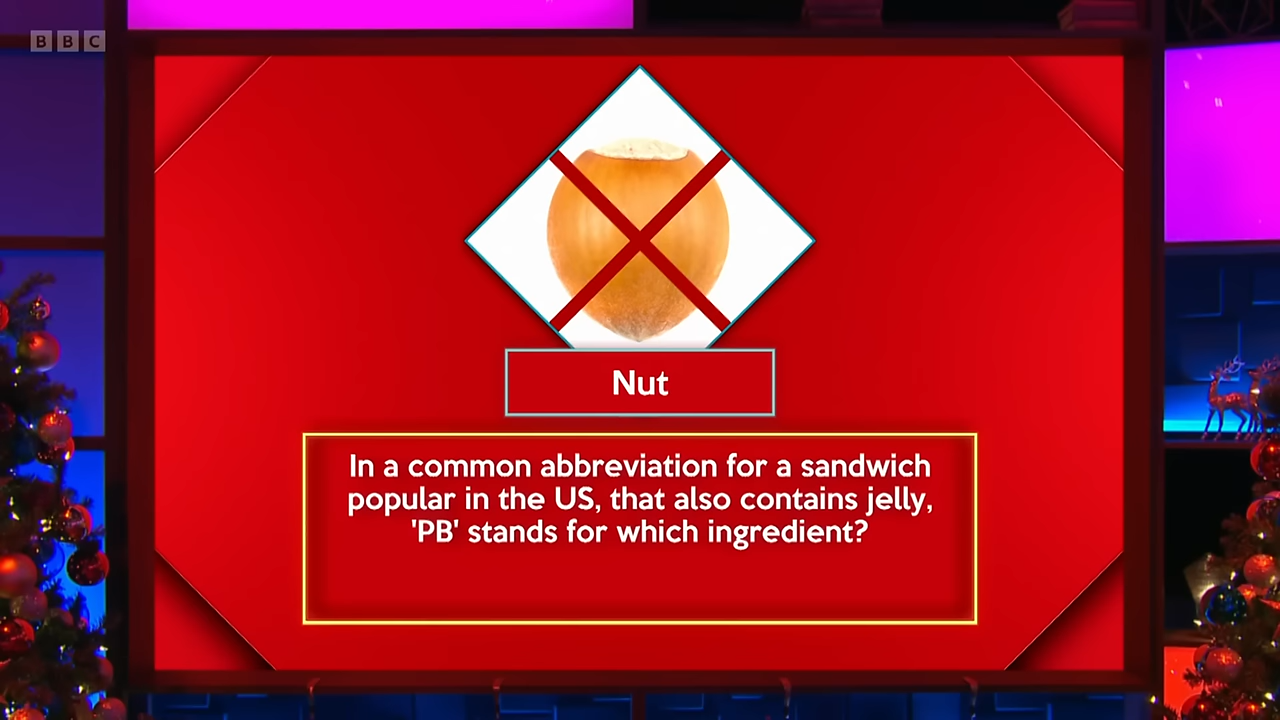 BBC
Nut
In a common abbreviation for a sandwich
popular in the US, that also contains jelly,
'PB' stands for which ingredient?